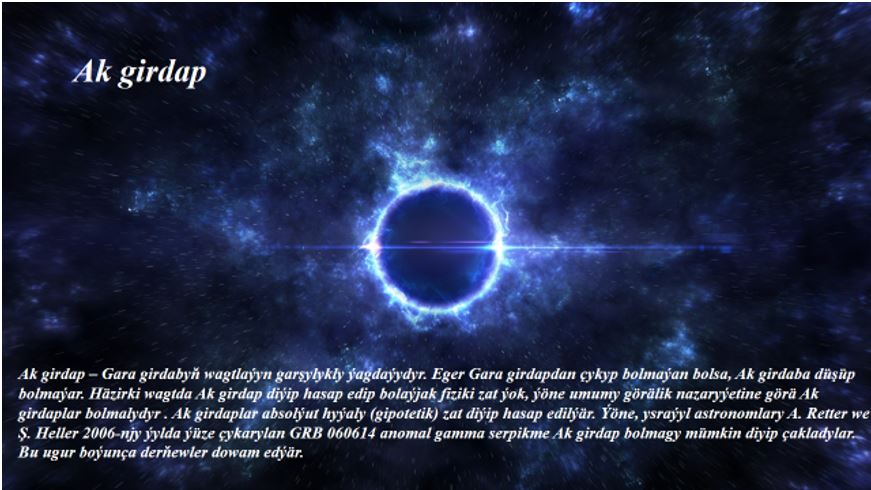 Ak girdap
Ak girdap – Gara girdabyň wagtlaýyn garşylykly ýagdaýydyr. Eger Gara girdapdan çykyp bolmaýan bolsa, Ak girdaba düşüp
bolmaýar. Häzirki wagtda Ak girdap diýip hasap edip bolaýjak fiziki zat ýok, ýöne umumy görälik nazaryýetine görä Ak
girdaplar bolmalydyr . Ak girdaplar absolýut hyýaly (gipotetik) zat diýip hasap edilýär. Ýöne, ysraýyl astronomlary A. Retter we
Ş. Heller 2006-njy ýylda ýüze çykarylan GRB 060614 anomal gamma serpikme Ak girdap bolmagy mümkin diyip çakladylar.
Bu ugur boýunça derňewler dowam edýär.